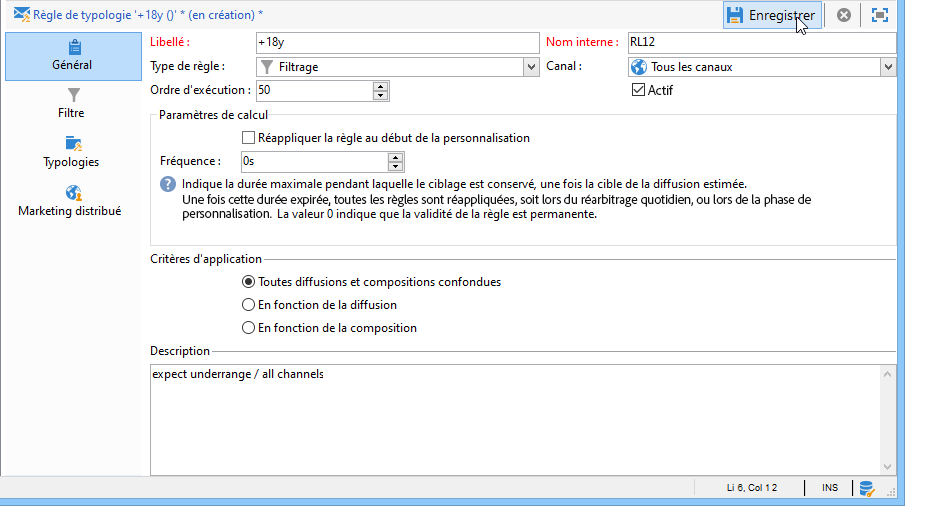 Règle de typologie '+18y ()' * (en création) *
Enregistrer
Général
Filtre
Typologies
Marketing distribué
Libellé :
+18y
Nom interne :
RL12
Type de règle :
Filtrage
Canal :
Tous les canaux
Ordre d'exécution :
50
Actif
Paramètres de calcul
Réappliquer la règle au début de la personnalisation
Fréquence :
0s
Indique la durée maximale pendant laquelle le ciblage est conservé, une fois la cible de la diffusion estimée.
Une fois cette durée expirée, toutes les règles sont réappliquées, soit lors du réarbitrage quotidien, ou lors de la phase de
personnalisation. La valeur 0 indique que la validité de la règle est permanente.
Critères d'application
Toutes diffusions et compositions confondues
En fonction de la diffusion
En fonction de la composition
Description
expect underrange / all channels
Li 6, Col 12
INS